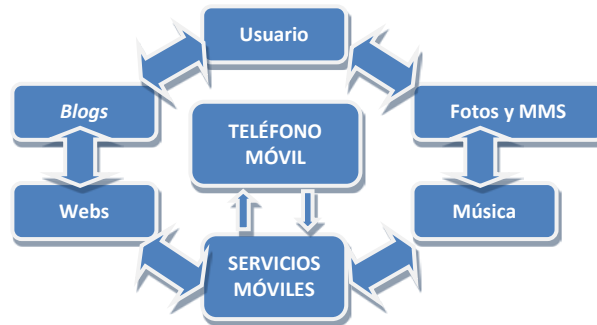 Usuario
Blogs
Fotos y MMS
TELÉFONO
MÓVIL
Webs
Música
SERVICIOS
MÓVILES